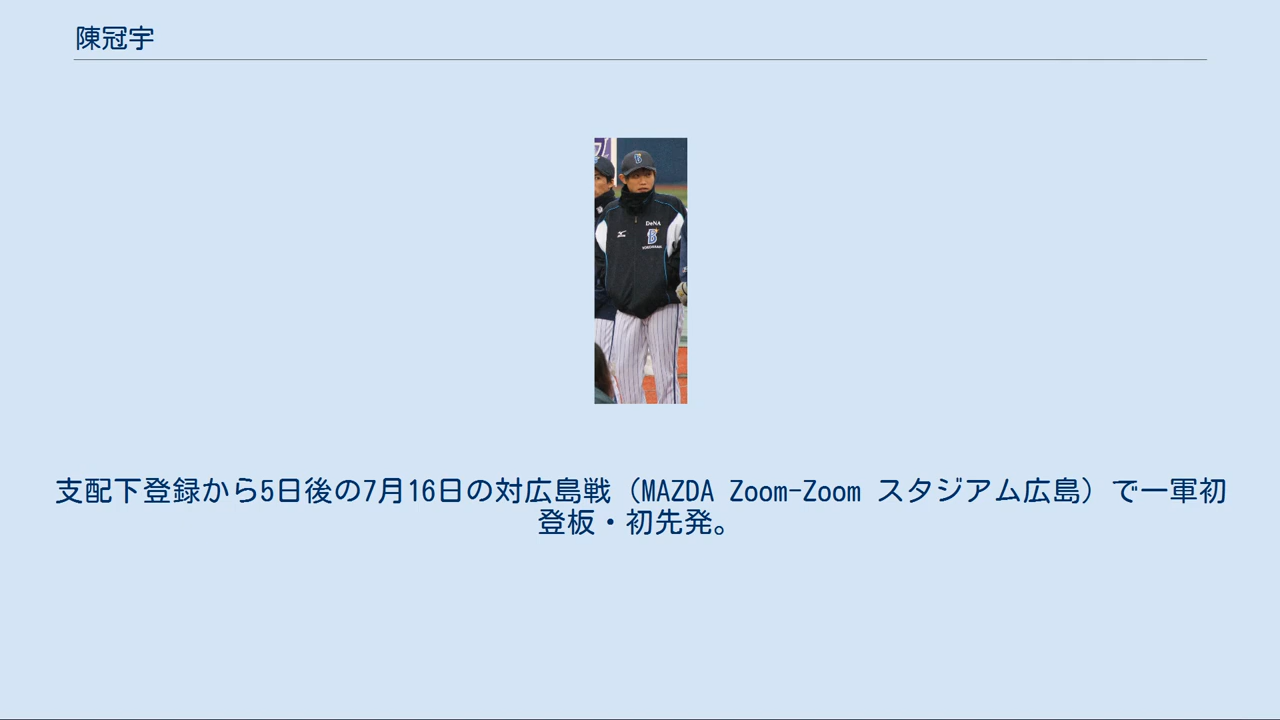 陳冠宇
DeNA
支配下登録から5日後の7月16日の対広島戦（MAZDA Zoom-Zoom スタジアム広島）で一軍初
登板・初先発。